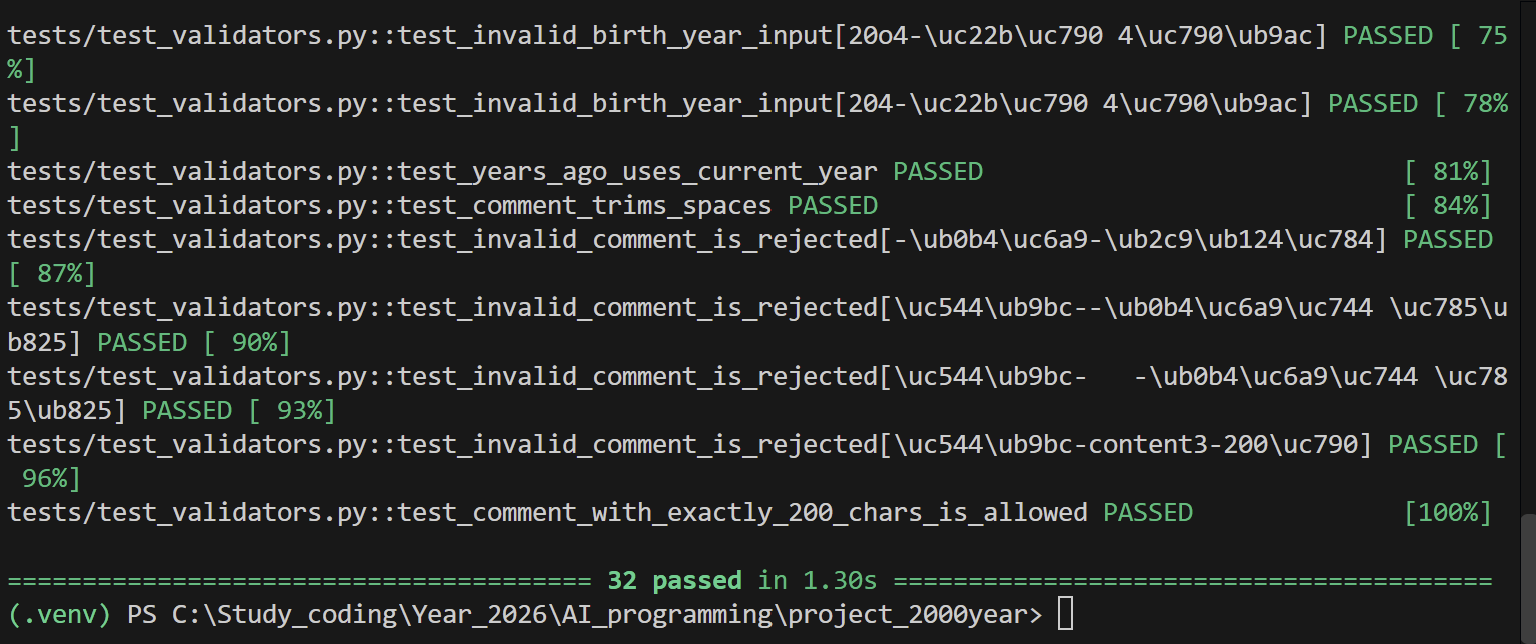 tests/test_validators.py::test_invalid_birth_year_input[20o4-\uc22b\uc790 4\uc790\ub9ac] PASSED [ 75
%]
tests/test_validators.py::test_invalid_birth_year_input[204-\uc22b\uc790 4\uc790\ub9ac] PASSED [ 78%
]
tests/test_validators.py::test_years_ago_uses_current_year PASSED [ 81%]
tests/test_validators.py::test_comment_trims_spaces PASSED [ 84%]
tests/test_validators.py::test_invalid_comment_is_rejected[-\ub0b4\uc6a9-\ub2c9\ub124\uc784] PASSED
[ 87%]
tests/test_validators.py::test_invalid_comment_is_rejected[\uc544\ub9bc--\ub0b4\uc6a9\uc744 \uc785\u
b825] PASSED [ 90%]
tests/test_validators.py::test_invalid_comment_is_rejected[\uc544\ub9bc-   -\ub0b4\uc6a9\uc744 \uc78
5\ub825] PASSED [ 93%]
tests/test_validators.py::test_invalid_comment_is_rejected[\uc544\ub9bc-content3-200\uc790] PASSED [
 96%]
tests/test_validators.py::test_comment_with_exactly_200_chars_is_allowed PASSED [100%]
======================================= 32 passed in 1.30s ========================================
(.venv) PS C:\Study_coding\Year_2026\AI_programming\project_2000year>